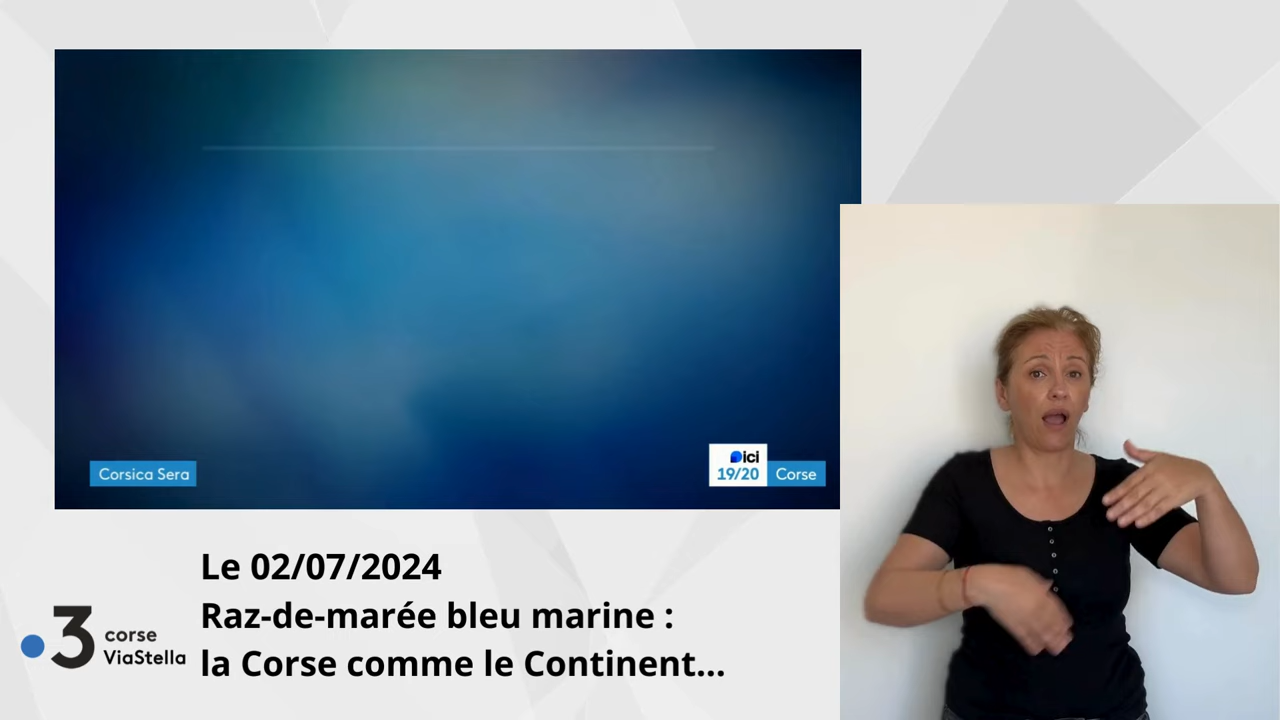 Corsica Sera
ici
19/20 Corse
Le 02/07/2024
Raz-de-marée bleu marine :
la Corse comme le Continent...
3 corse
ViaStella